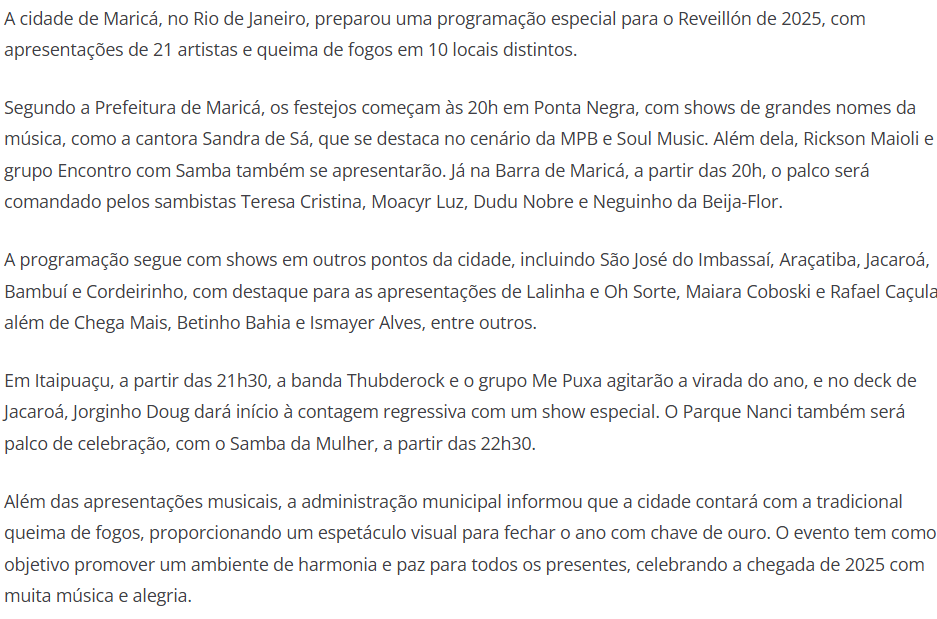 A cidade de Maricá, no Rio de Janeiro, preparou uma programação especial para o Reveillón de 2025, com
apresentações de 21 artistas e queima de fogos em 10 locais distintos.
Segundo a Prefeitura de Maricá, os festejos começam às 20h em Ponta Negra, com shows de grandes nomes da
música, como a cantora Sandra de Sá, que se destaca no cenário da MPB e Soul Music. Além dela, Rickson Maioli e
grupo Encontro com Samba também se apresentarão. Já na Barra de Maricá, a partir das 20h, o palco será
comandado pelos sambistas Teresa Cristina, Moacyr Luz, Dudu Nobre e Neguinho da Beija-Flor.
A programação segue com shows em outros pontos da cidade, incluindo São José do Imbassaí, Araçatiba, Jacaroá,
Bambuí e Cordeirinho, com destaque para as apresentações de Lalinha e Oh Sorte, Maiara Coboski e Rafael Caçula
além de Chega Mais, Betinho Bahia e Ismayer Alves, entre outros.
Em Itaipuaçu, a partir das 21h30, a banda Thubderock e o grupo Me Puxa agitarão a virada do ano, e no deck de
Jacaroá, Jorginho Doug dará início à contagem regressiva com um show especial. O Parque Nanci também será
palco de celebração, com o Samba da Mulher, a partir das 22h30.
Além das apresentações musicais, a administração municipal informou que a cidade contará com a tradicional
queima de fogos, proporcionando um espetáculo visual para fechar o ano com chave de ouro. O evento tem como
objetivo promover um ambiente de harmonia e paz para todos os presentes, celebrando a chegada de 2025 com
muita música e alegria.